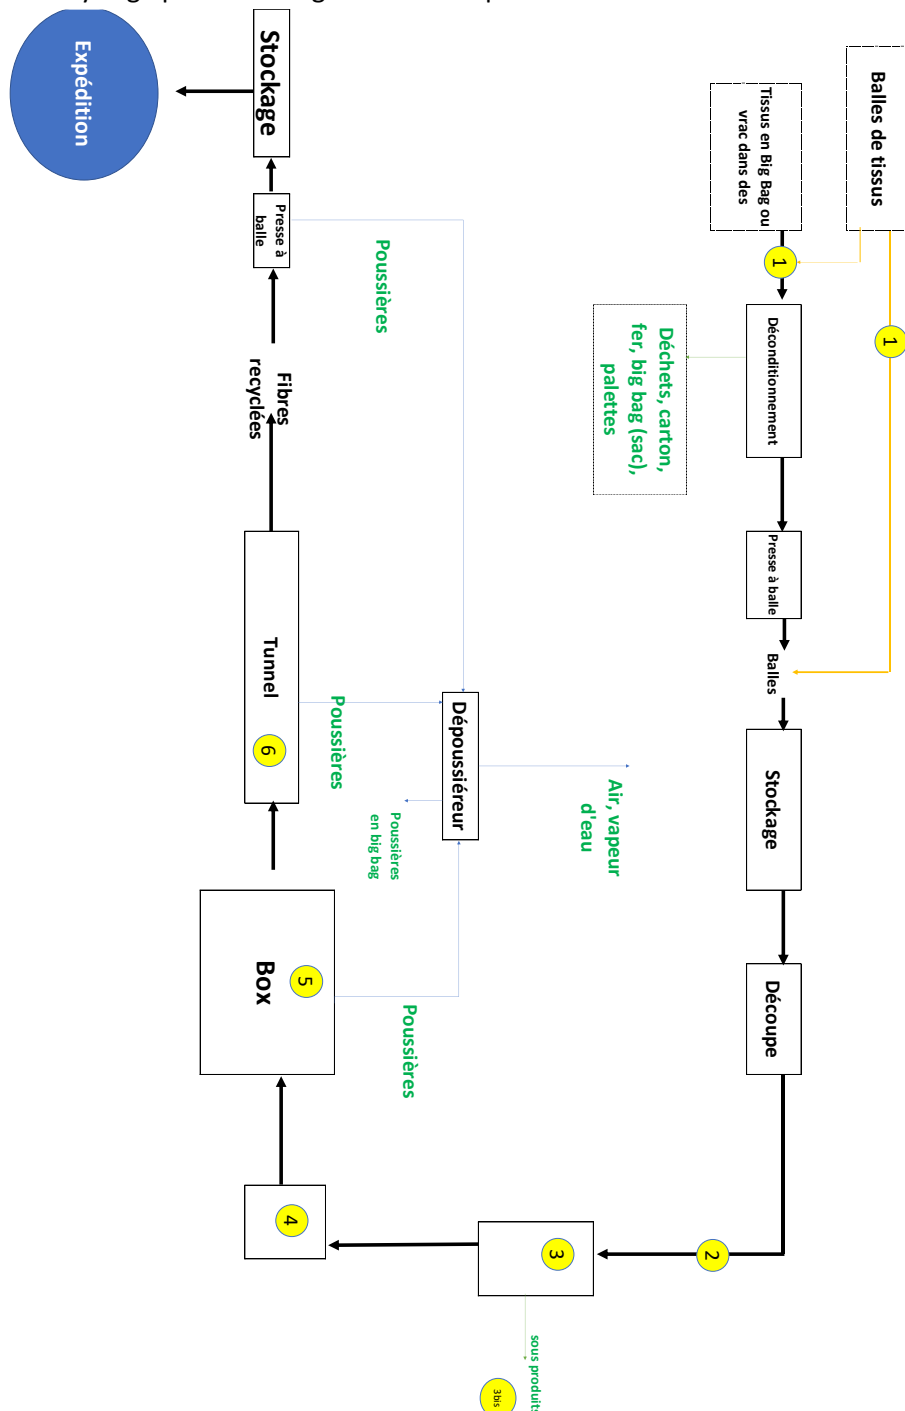 Balles de tissus
Tissus en Big Bag ou
vrac dans des
1
1
Déconditionnement
Déchets, carton,
fer, big bag (sac),
palettes
Presse à balle
Balles
Stockage
Découpe
2
3
sous produits
3bis
4
Box
5
Poussières
Tunnel
6
Poussières
Dépoussiéreur
Air, vapeur
d'eau
Poussières
en big bag
Fibres
recyclées
Presse à
balle
Poussières
Stockage
Expédition